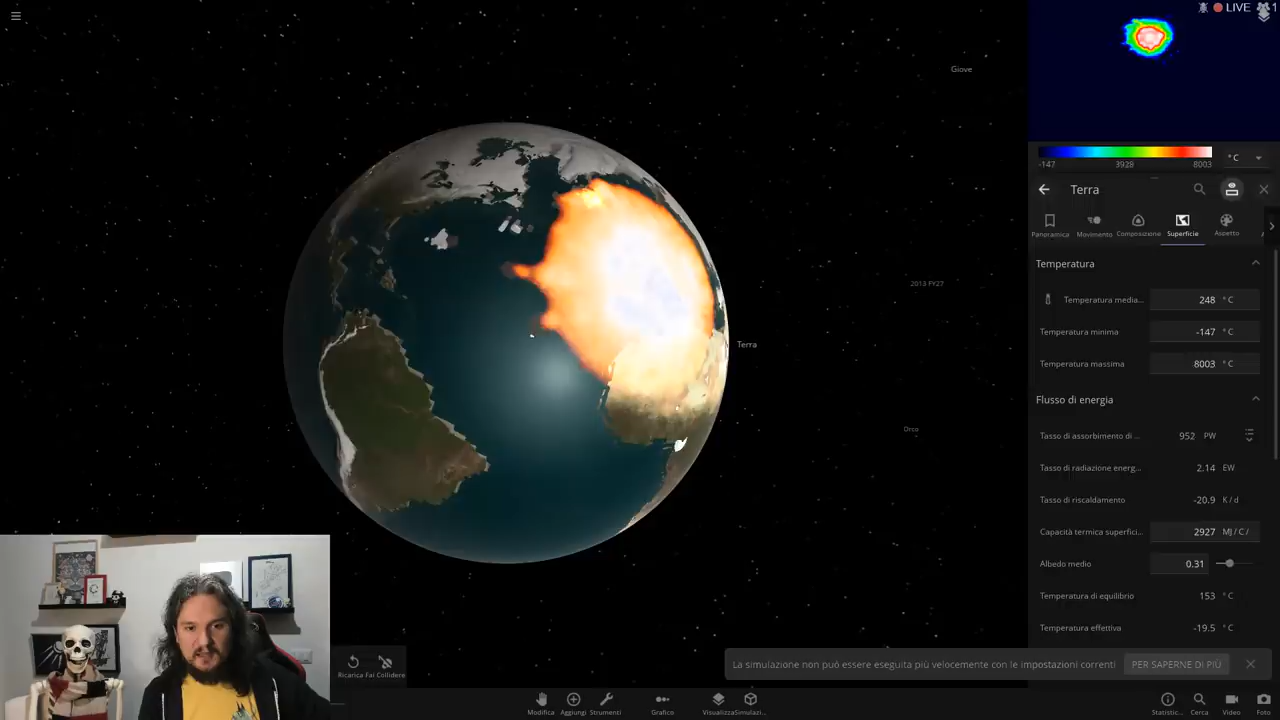 LIVE
1
Giove
-147 3928 8003
°C
Terra
Panoramica Movimento Composizione Superficie Aspetto
Temperatura
Temperatura media... 248 °C
Temperatura minima -147 °C
Temperatura massima 8003 °C
Flusso di energia
Tasso di assorbimento di ... 952 PW
Tasso di radiazione energ... 2.14 EW
Tasso di riscaldamento -20.9 K / d
Capacità termica superfici... 2927 MJ / C /
Albedo medio 0.31
Temperatura di equilibrio 153 °C
Temperatura effettiva -19.5 °C
2013 PY27
Terra
Orco
La simulazione non può essere eseguita più velocemente con le impostazioni correnti
PER SAPERNE DI PIÙ
Ricarica Fai Collidere
Modifica Aggiungi Strumenti Grafico Visualizza Simulazi... Statistic... Cerca Video Foto